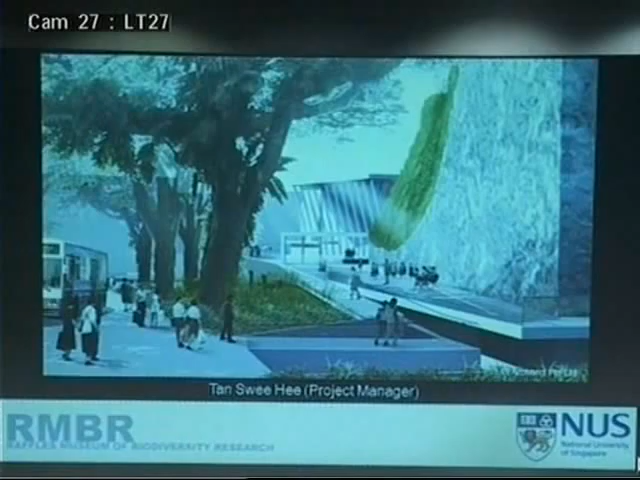 Cam 27 : LT27
Tan Swee Hee (Project Manager)
RMBR
RAFFLES MUSEUM OF BIODIVERSITY RESEARCH
NUS
National University
of Singapore